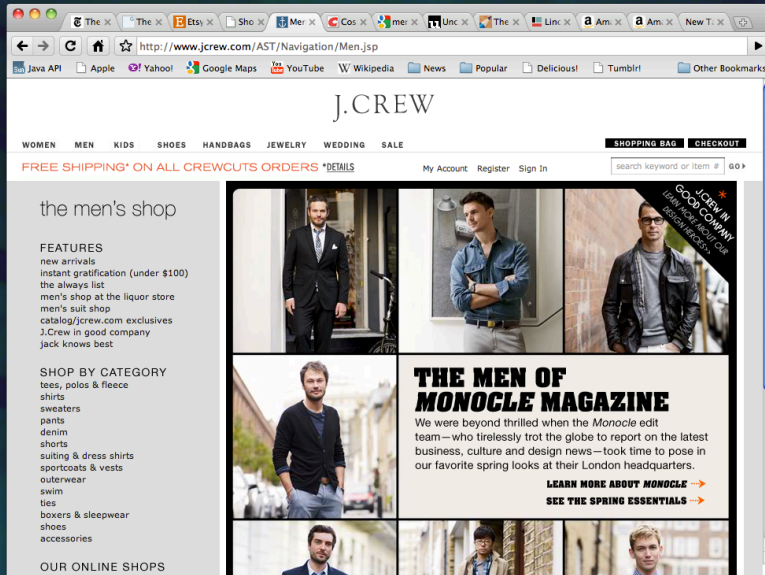 The
The
Etsy
Sho
Mer
Cos
mer
Unc
The
Linc
Ama
Ama
New T
http://www.jcrew.com/AST/Navigation/Men.jsp
Java API
Apple
Yahoo!
Google Maps
YouTube
Wikipedia
News
Popular
Delicious!
Tumblr!
Other Bookmarks
J.CREW
WOMEN MEN KIDS SHOES HANDBAGS JEWELRY WEDDING SALE
SHOPPING BAG CHECKOUT
FREE SHIPPING* ON ALL CREWCUTS ORDERS *DETAILS
My Account Register Sign In
search keyword or item #
GO
the men's shop
FEATURES
new arrivals
instant gratification (under $100)
the always list
men's shop at the liquor store
men's suit shop
catalog/jcrew.com exclusives
J.Crew in good company
jack knows best
SHOP BY CATEGORY
tees, polos & fleece
shirts
sweaters
pants
denim
shorts
suiting & dress shirts
sportcoats & vests
outerwear
swim
ties
boxers & sleepwear
shoes
accessories
OUR ONLINE SHOPS
*
J.CREW IN
GOOD COMPANY
LEARN MORE ABOUT OUR
DESIGN HEROES>>
THE MEN OF
MONOCLE MAGAZINE
We were beyond thrilled when the Monocle edit
team—who tirelessly trot the globe to report on the latest
business, culture and design news—took time to pose in
our favorite spring looks at their London headquarters.
LEARN MORE ABOUT MONOCLE
SEE THE SPRING ESSENTIALS